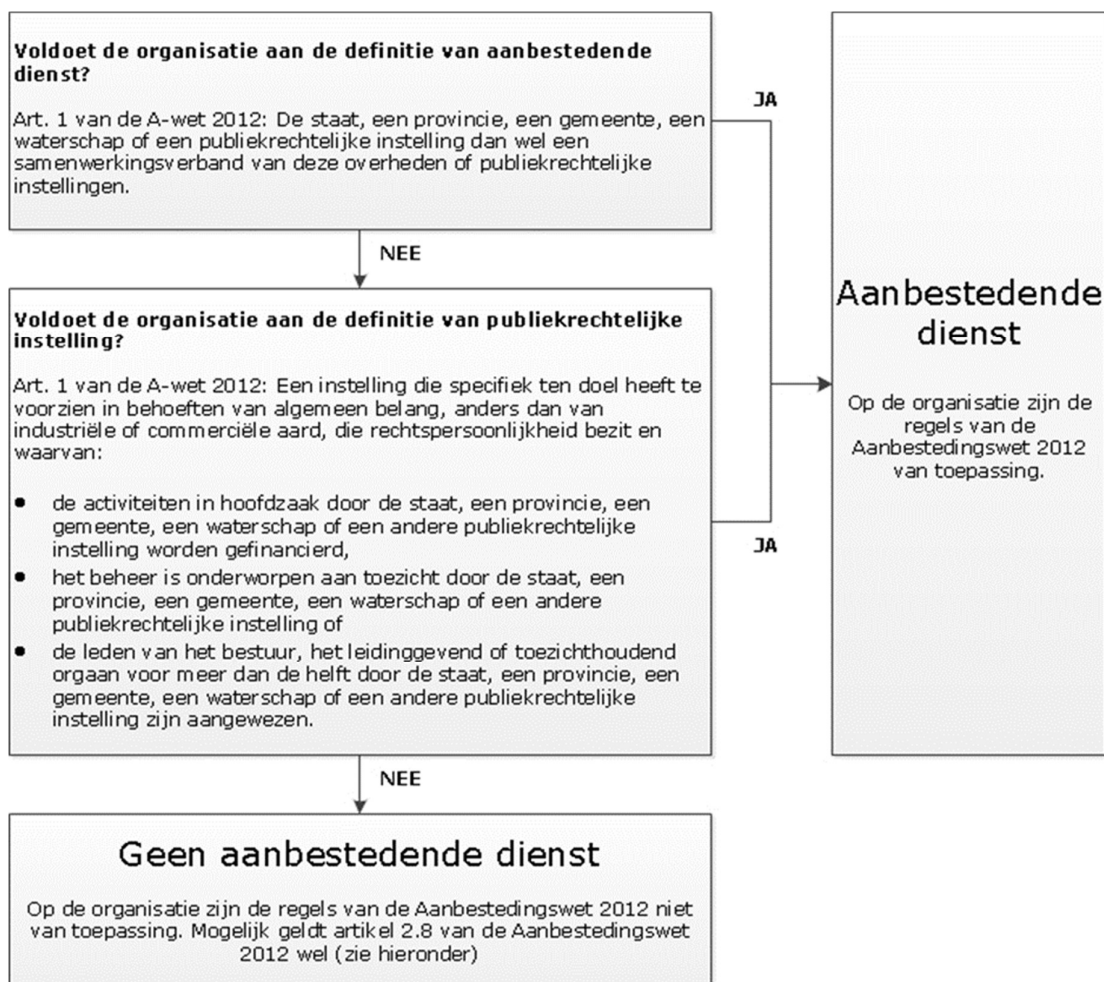 Voldoet de organisatie aan de definitie van aanbestedende
dienst?
Art. 1 van de A-wet 2012: De staat, een provincie, een gemeente, een
waterschap of een publiekrechtelijke instelling dan wel een
samenwerkingsverband van deze overheden of publiekrechtelijke
instellingen.
JA
NEE
Voldoet de organisatie aan de definitie van publiekrechtelijke
instelling?
Art. 1 van de A-wet 2012: Een instelling die specifiek ten doel heeft te
voorzien in behoeften van algemeen belang, anders dan van
industriële of commerciële aard, die rechtspersoonlijkheid bezit en
waarvan:
● de activiteiten in hoofdzaak door de staat, een provincie, een
gemeente, een waterschap of een andere publiekrechtelijke
instelling worden gefinancierd,
● het beheer is onderworpen aan toezicht door de staat, een
provincie, een gemeente, een waterschap of een andere
publiekrechtelijke instelling of
● de leden van het bestuur, het leidinggevend of toezichthoudend
orgaan voor meer dan de helft door de staat, een provincie, een
gemeente, een waterschap of een andere publiekrechtelijke
instelling zijn aangewezen.
JA
Aanbestedende
dienst
Op de organisatie zijn de
regels van de
Aanbestedingswet 2012
van toepassing.
NEE
Geen aanbestedende dienst
Op de organisatie zijn de regels van de Aanbestedingswet 2012 niet
van toepassing. Mogelijk geldt artikel 2.8 van de Aanbestedingswet
2012 wel (zie hieronder)